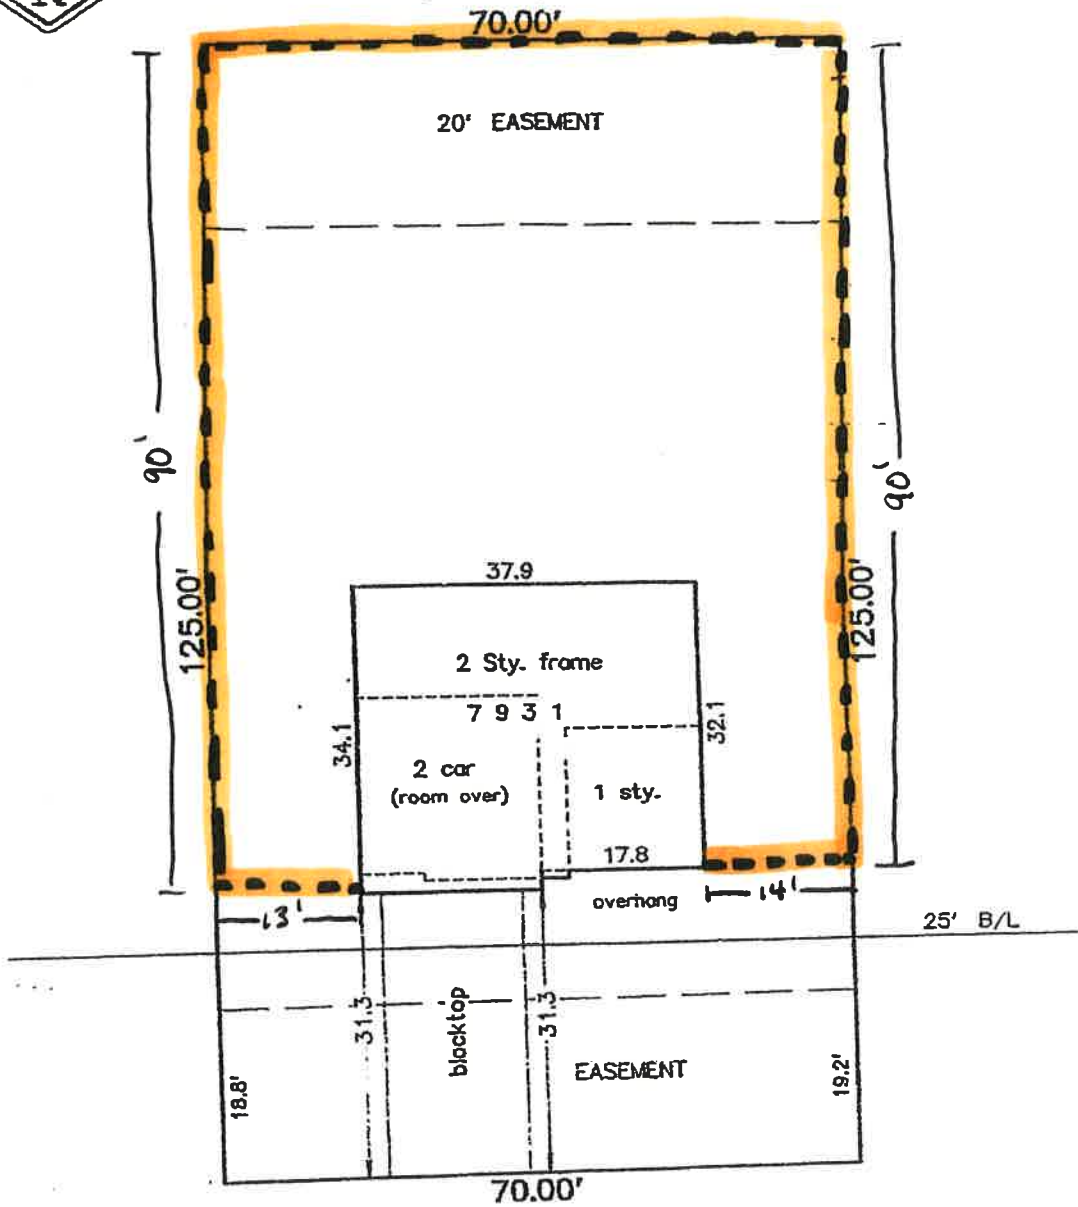 70.00'
20' EASEMENT
90'
90'
125.00'
125.00'
37.9
2 Sty. frame
7 9 3 1
34.1
32.1
2 car
(room over)
1 sty.
17.8
overhang
13'
14'
25' B/L
31.3
blacktop
31.3
EASEMENT
18.8'
19.2'
70.00'